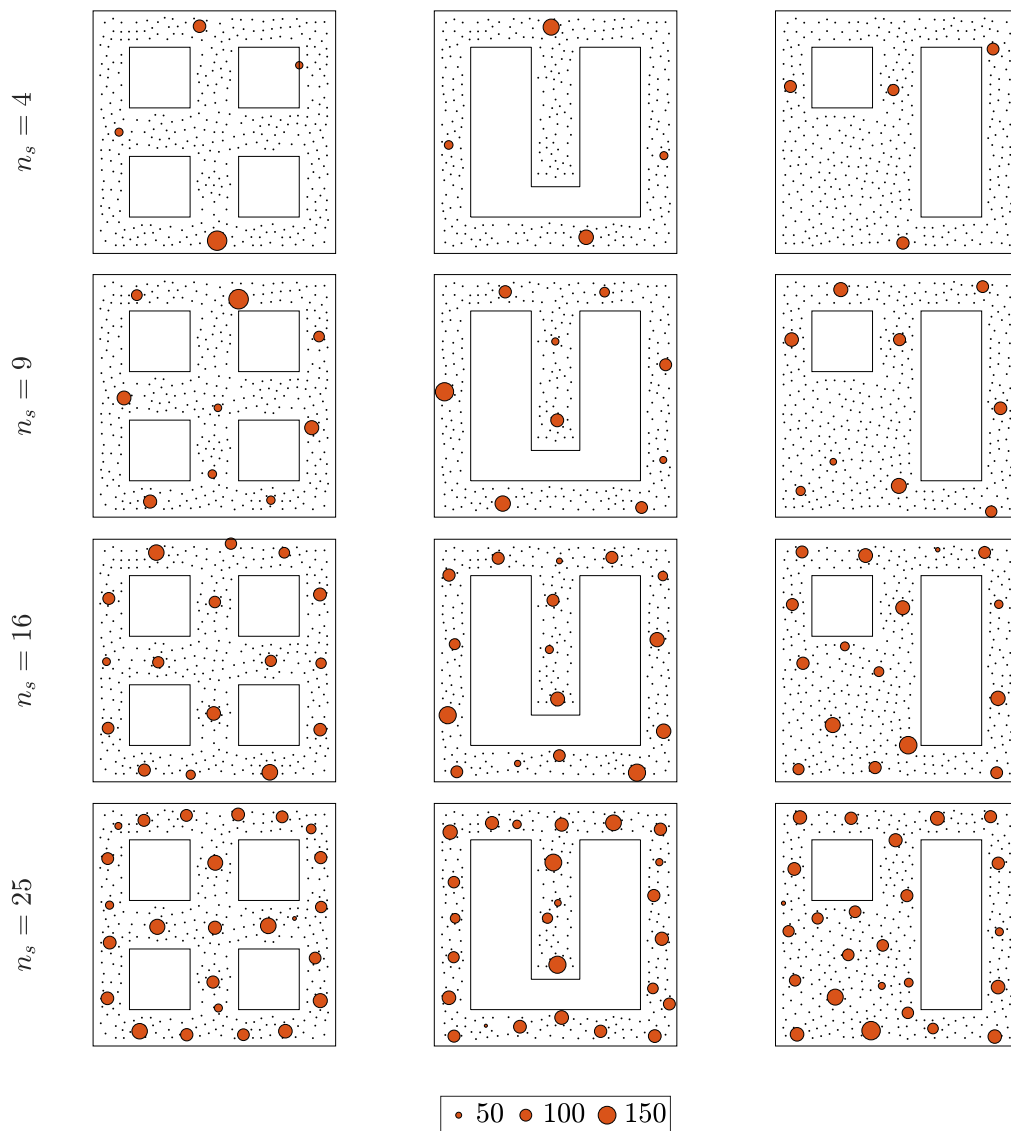 n_s = 4
n_s = 9
n_s = 16
n_s = 25
50 100 150